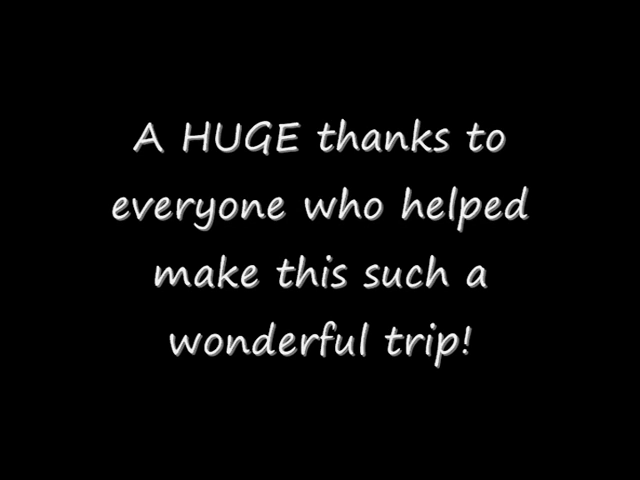 A HUGE thanks to
everyone who helped
make this such a
wonderful trip!